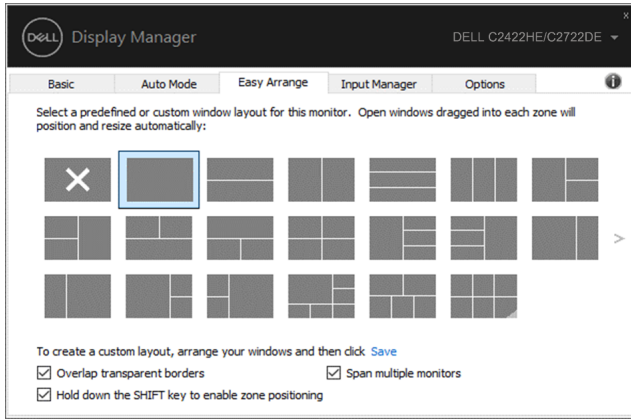 x
DELL Display Manager
DELL C2422HE/C2722DE
Basic Auto Mode Easy Arrange Input Manager Options i
Select a predefined or custom window layout for this monitor. Open windows dragged into each zone will
position and resize automatically:
>
To create a custom layout, arrange your windows and then click Save
Overlap transparent borders Span multiple monitors
Hold down the SHIFT key to enable zone positioning